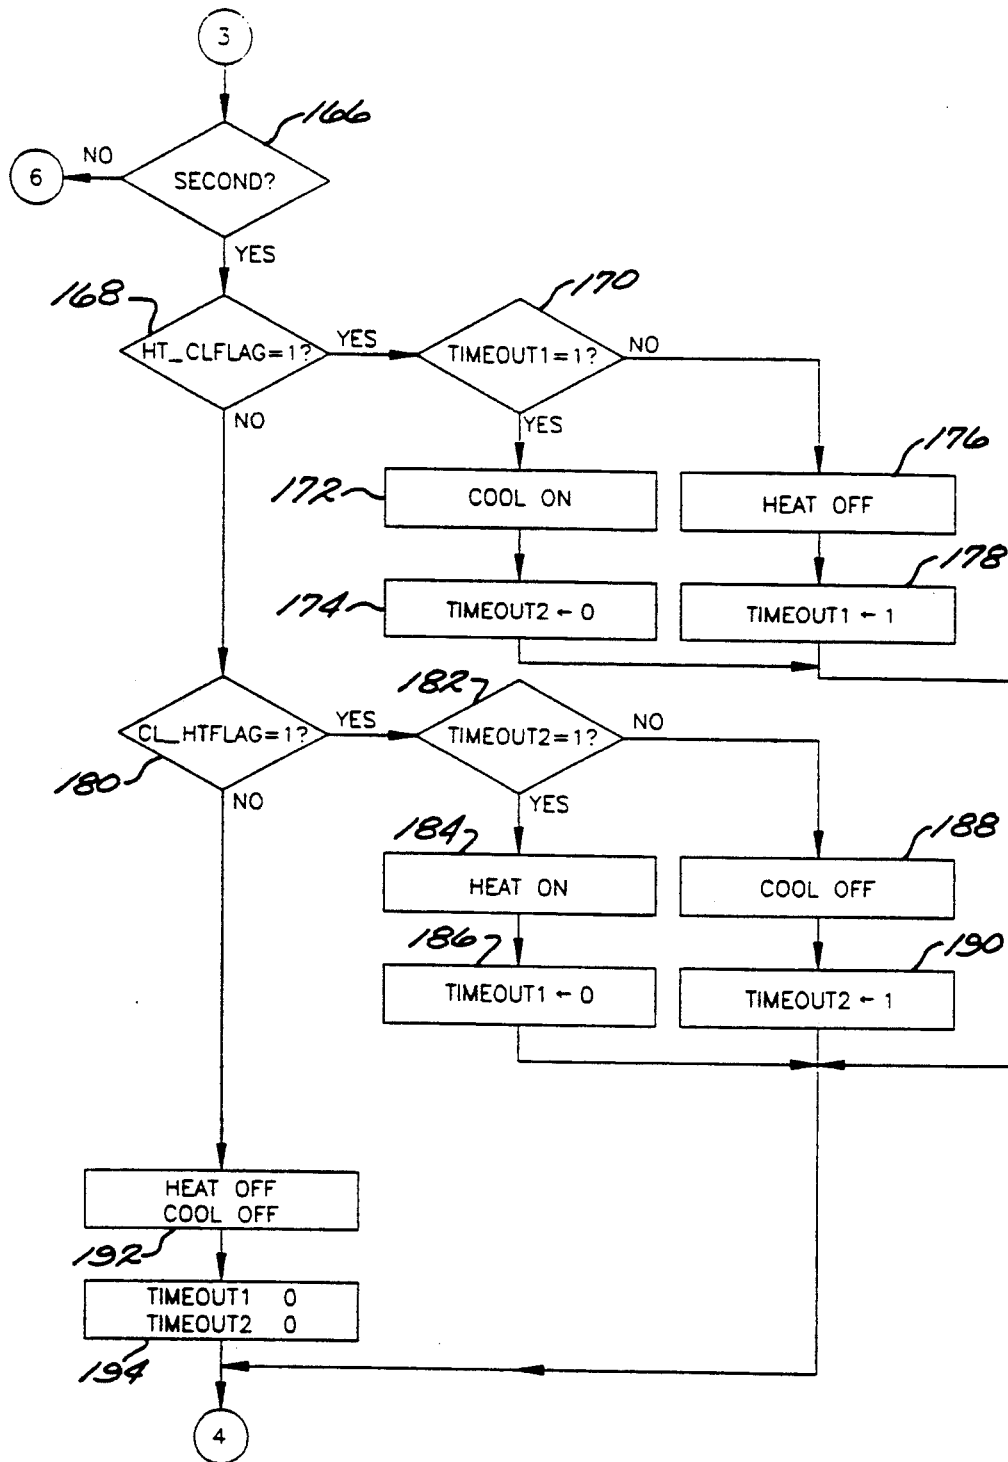 3
166
NO
6
SECOND?
YES
168
170
HT_CLFLAG=1?
YES
TIMEOUT1=1?
NO
NO
YES
176
172
COOL ON
HEAT OFF
178
174
TIMEOUT2 ← 0
TIMEOUT1 ← 1
182
CL_HTFLAG=1?
YES
TIMEOUT2=1?
NO
180
NO
YES
184
188
HEAT ON
COOL OFF
186
190
TIMEOUT1 ← 0
TIMEOUT2 ← 1
HEAT OFF
COOL OFF
192
TIMEOUT1 0
TIMEOUT2 0
194
4